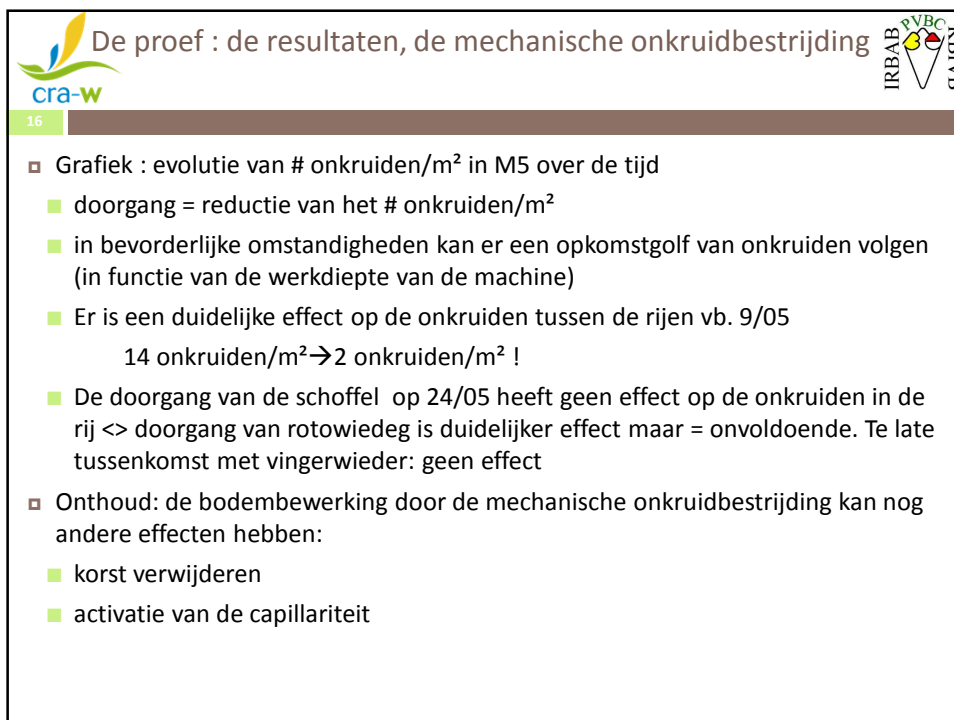 De proef : de resultaten, de mechanische onkruidbestrijding
cra-w
IRBAB
PVBC
KBIVB
16
Grafiek : evolutie van # onkruiden/m² in M5 over de tijd
doorgang = reductie van het # onkruiden/m²
in bevorderlijke omstandigheden kan er een opkomstgolf van onkruiden volgen
(in functie van de werkdiepte van de machine)
Er is een duidelijke effect op de onkruiden tussen de rijen vb. 9/05
14 onkruiden/m²→2 onkruiden/m² !
De doorgang van de schoffel op 24/05 heeft geen effect op de onkruiden in de
rij <> doorgang van rotowiedeg is duidelijker effect maar = onvoldoende. Te late
tussenkomst met vingerwieder: geen effect
Onthoud: de bodembewerking door de mechanische onkruidbestrijding kan nog
andere effecten hebben:
korst verwijderen
activatie van de capillariteit